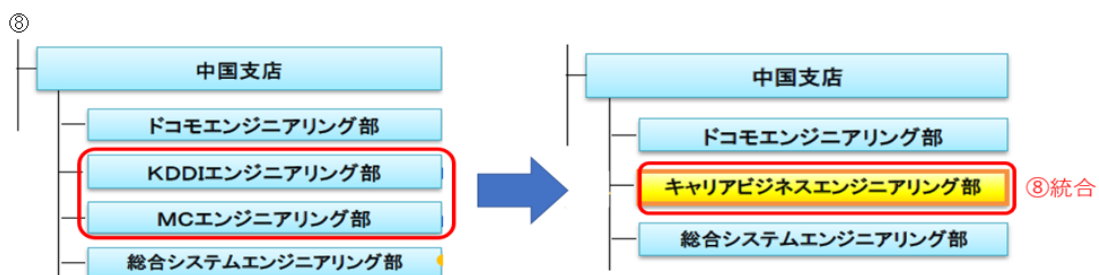 ⑧
中国支店
ドコモエンジニアリング部
KDDIエンジニアリング部
MCエンジニアリング部
総合システムエンジニアリング部
中国支店
ドコモエンジニアリング部
キャリアビジネスエンジニアリング部
⑧統合
総合システムエンジニアリング部